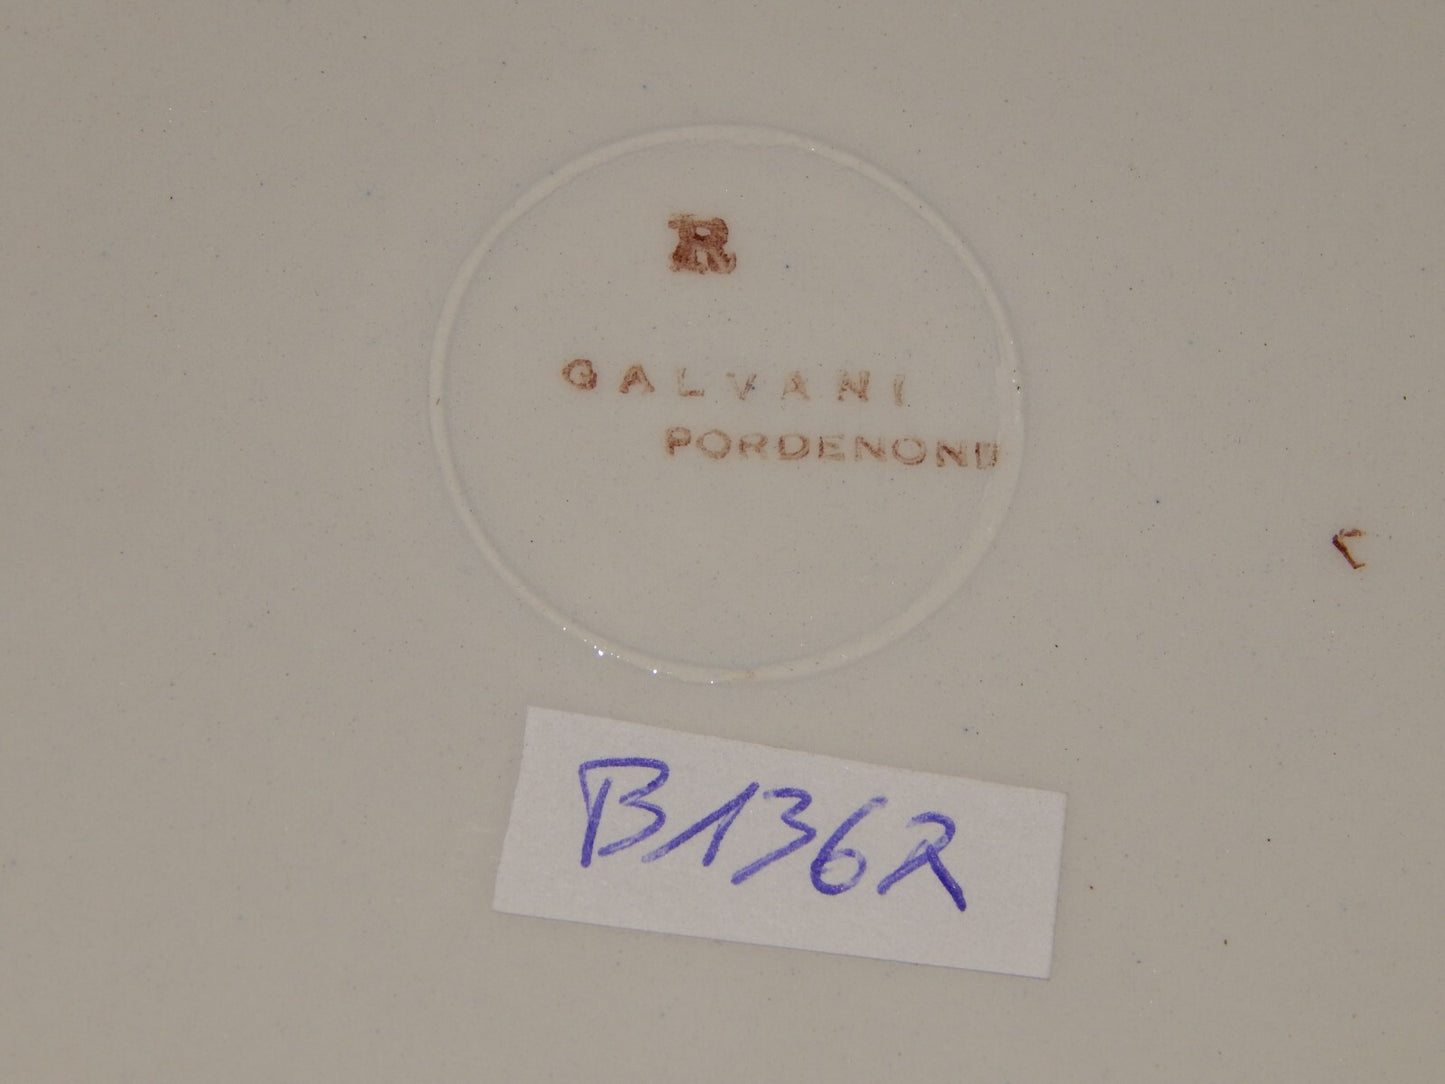 R
GALVANI
PORDENONE
B1362